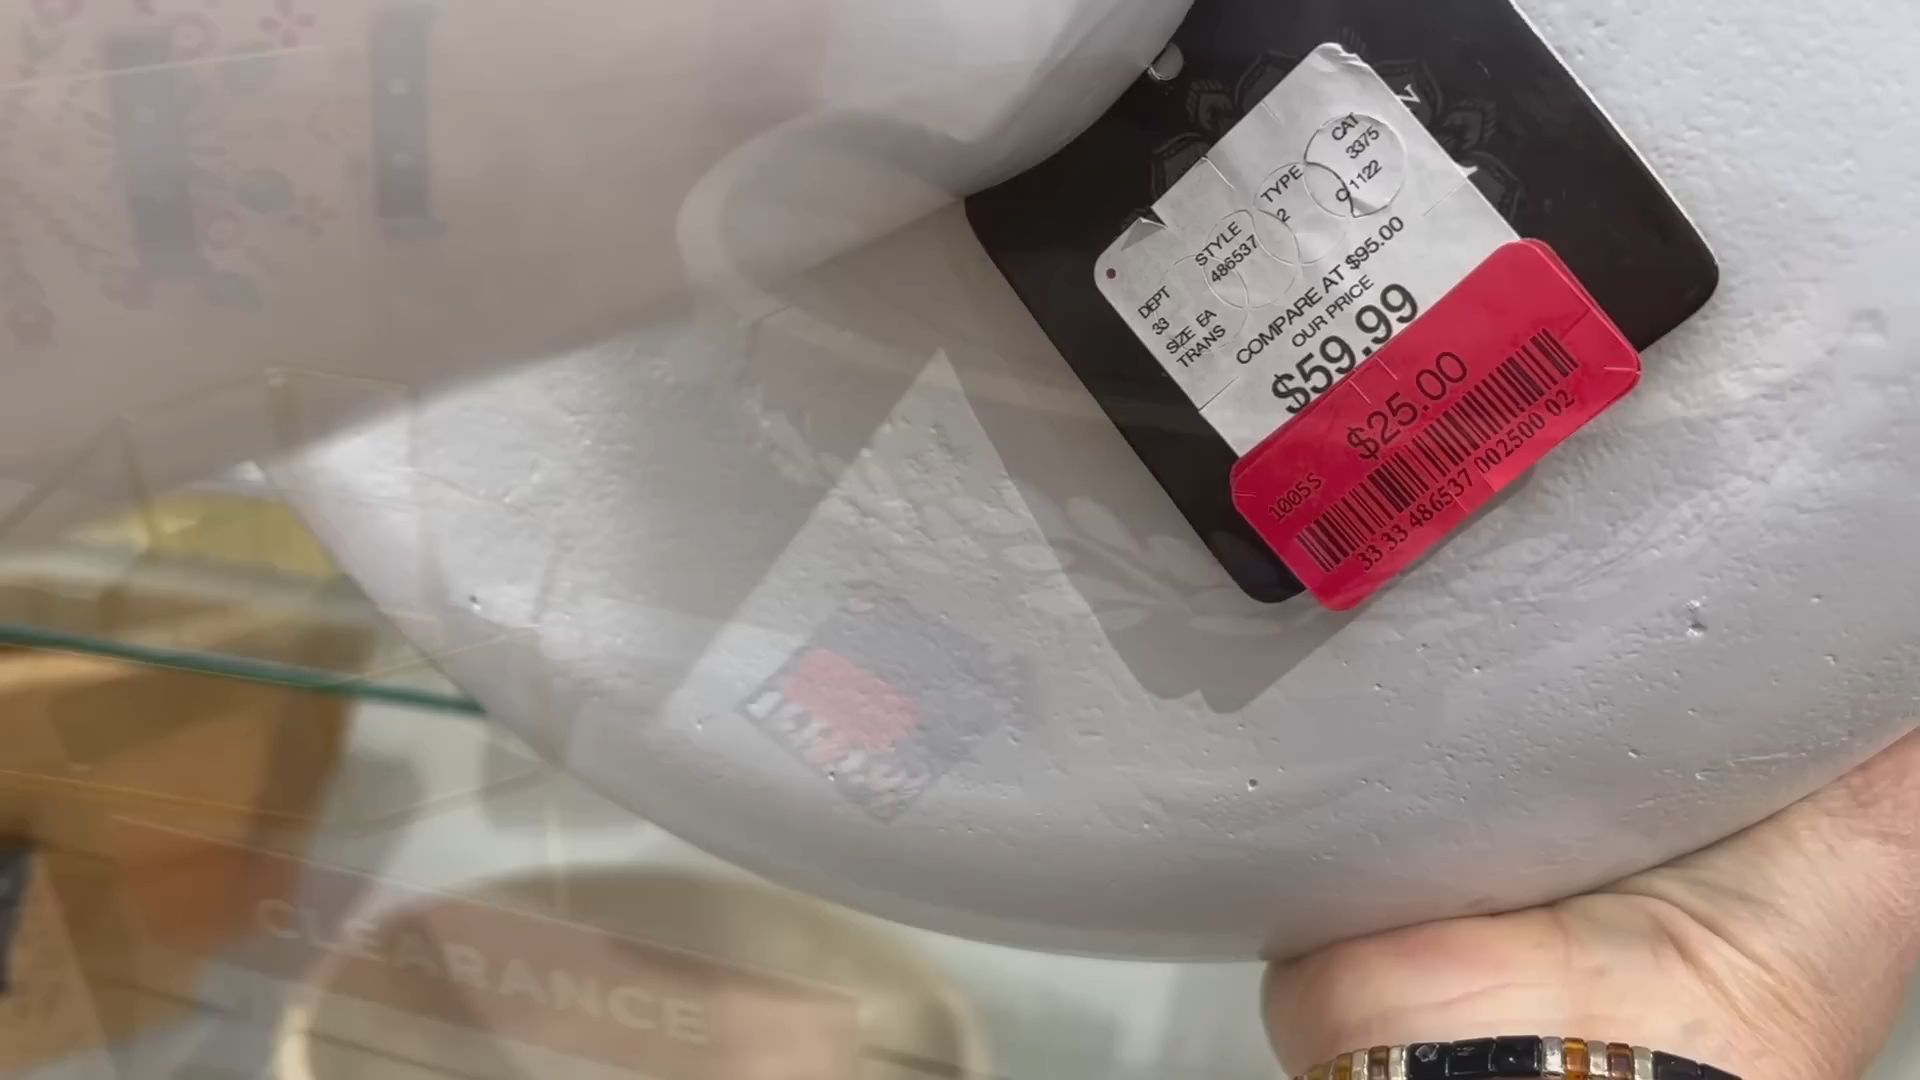 CAT
3375
TYPE
2
C1122
STYLE
486537
DEPT
33
SIZE EA
TRANS
COMPARE AT $95.00
OUR PRICE
$59.99
$25.00
1005S
33 33 486537 002500 02
CLEARANCE